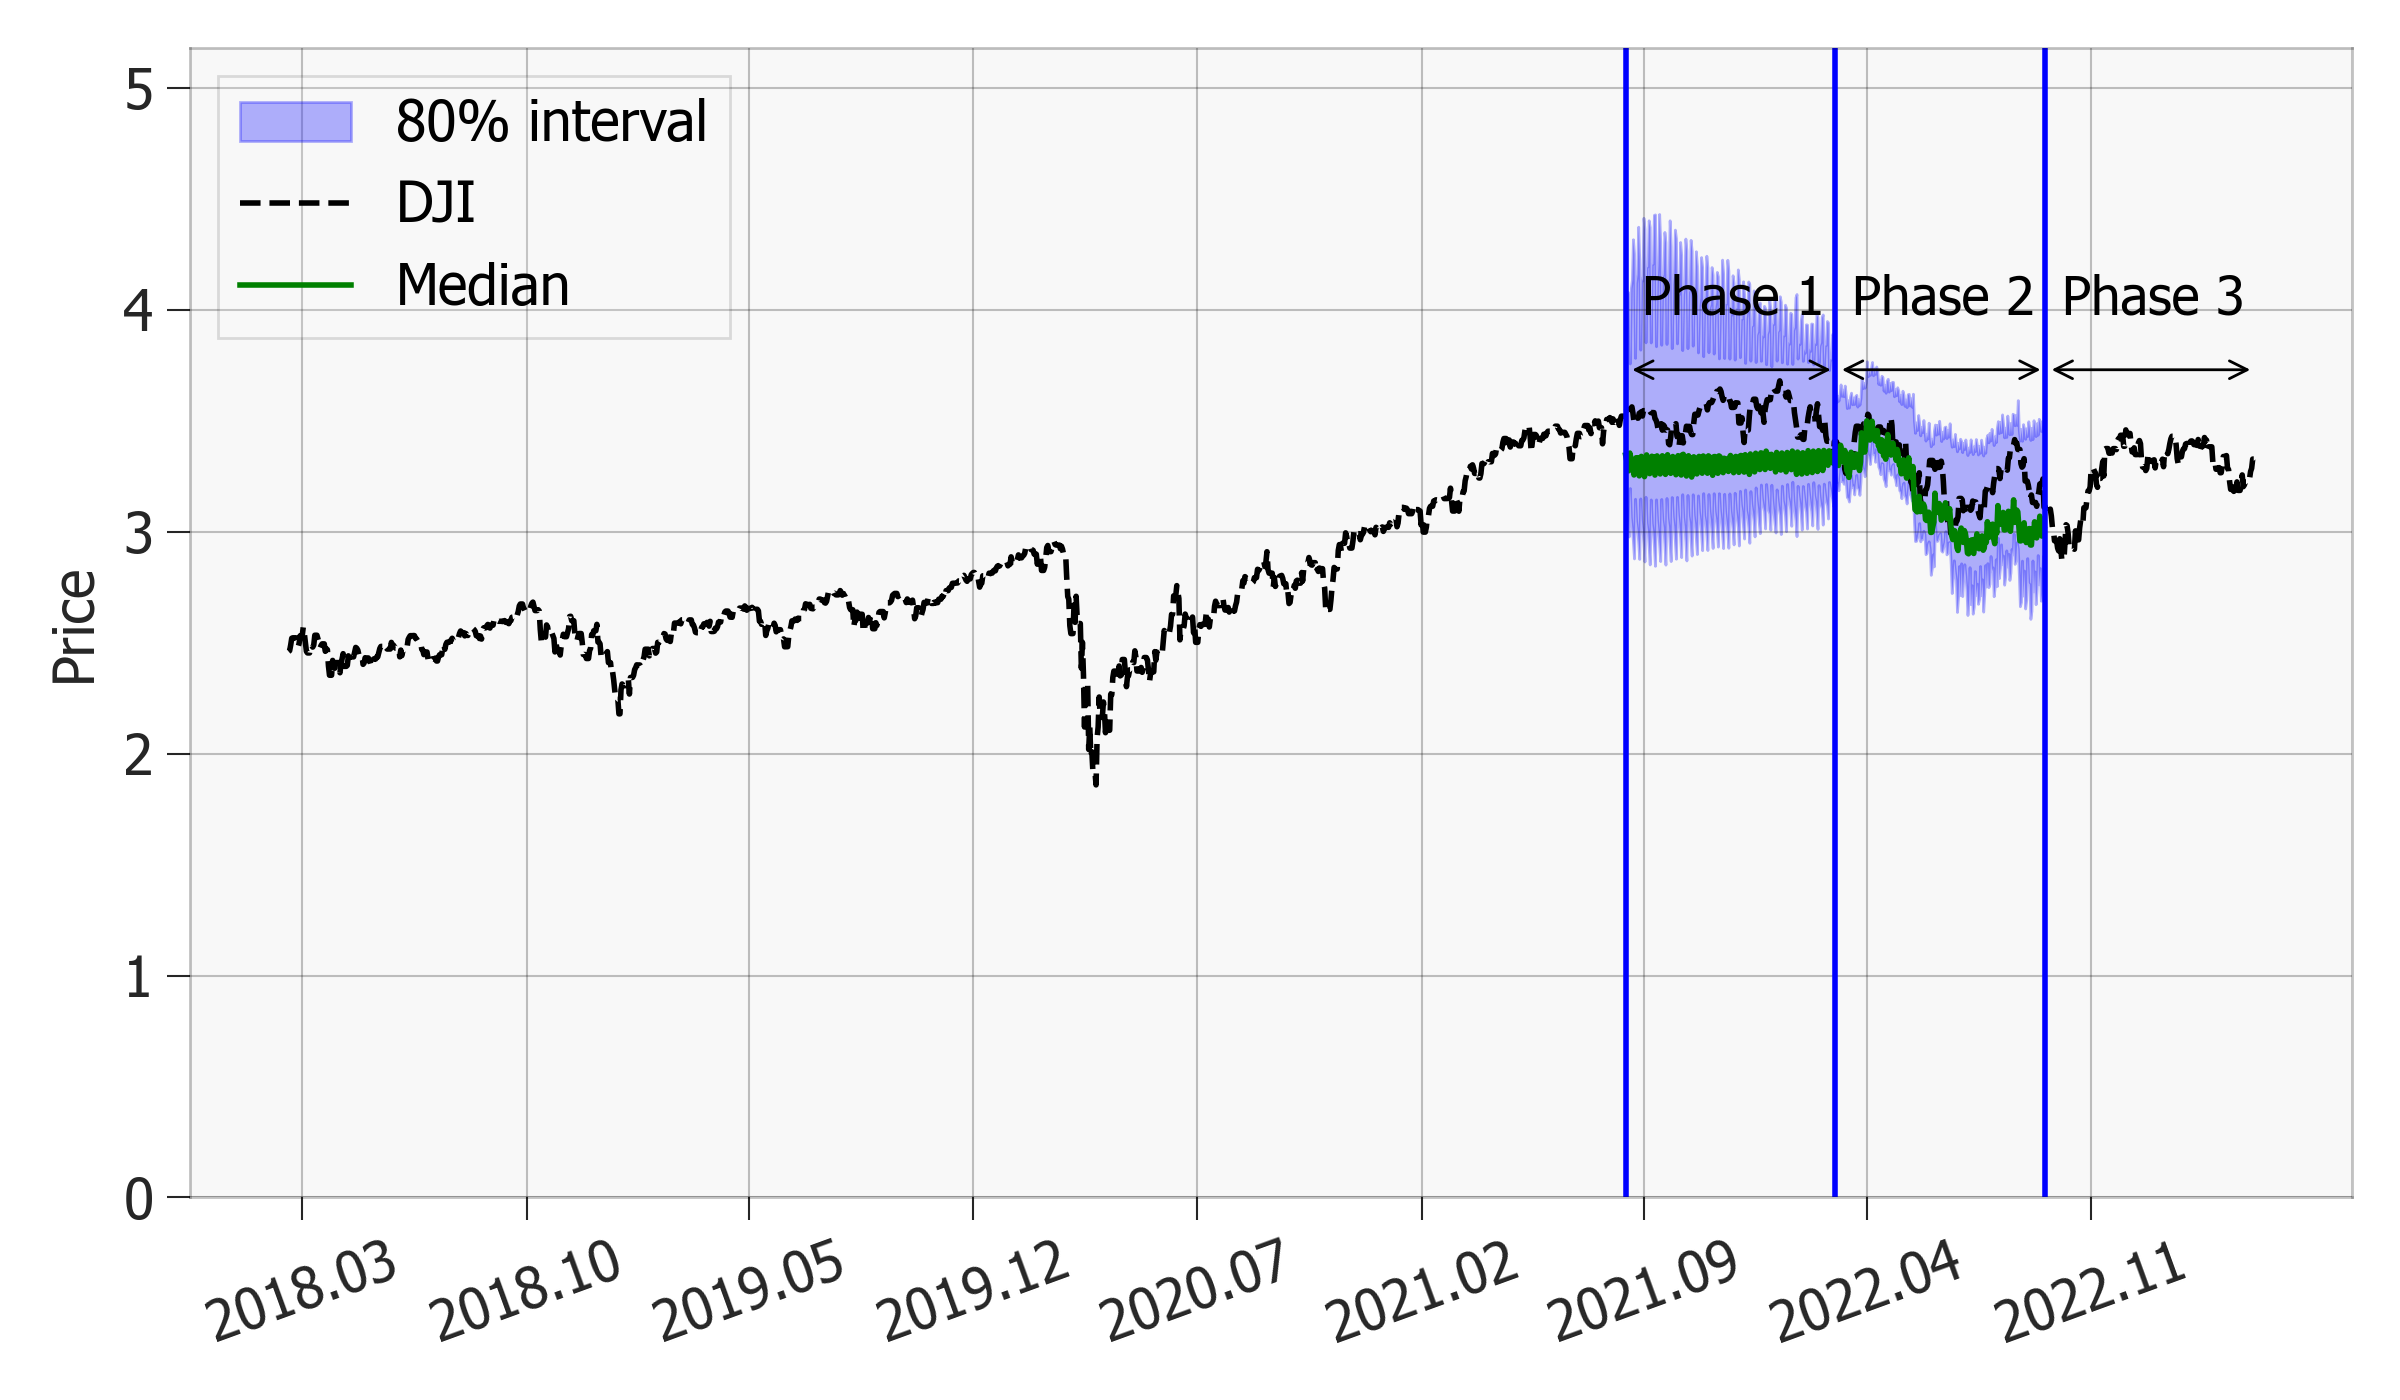 80% interval
DJI
Median
Phase 1
Phase 2
Phase 3
Price
5
4
3
2
1
0
2018.03
2018.10
2019.05
2019.12
2020.07
2021.02
2021.09
2022.04
2022.11